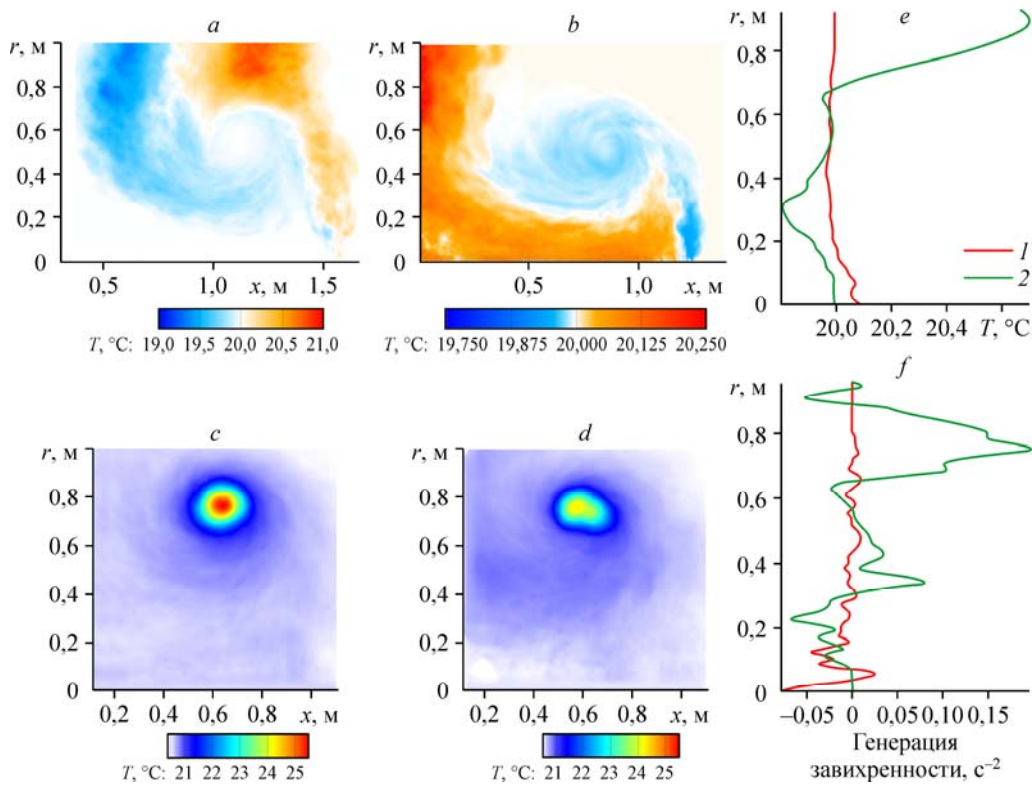 a
r, м
0,8
0,6
0,4
0,2
0
0,5 1,0 x, м 1,5
T, °C: 19,0 19,5 20,0 20,5 21,0
b
r, м
0,8
0,6
0,4
0,2
0
0,5 x, м 1,0
T, °C: 19,750 19,875 20,000 20,125 20,250
e
r, м
0,8
0,6
0,4
0,2
0
1
2
20,0 20,2 20,4 T, °C
c
r, м
0,8
0,6
0,4
0,2
0
0,2 0,4 0,6 x, м 0,8
T, °C: 21 22 23 24 25
d
r, м
0,8
0,6
0,4
0,2
0
0,2 0,4 0,6 x, м 0,8
T, °C: 21 22 23 24 25
f
r, м
0,8
0,6
0,4
0,2
0
–0,05 0 0,05 0,10 0,15
Генерация
завихренности, с–2